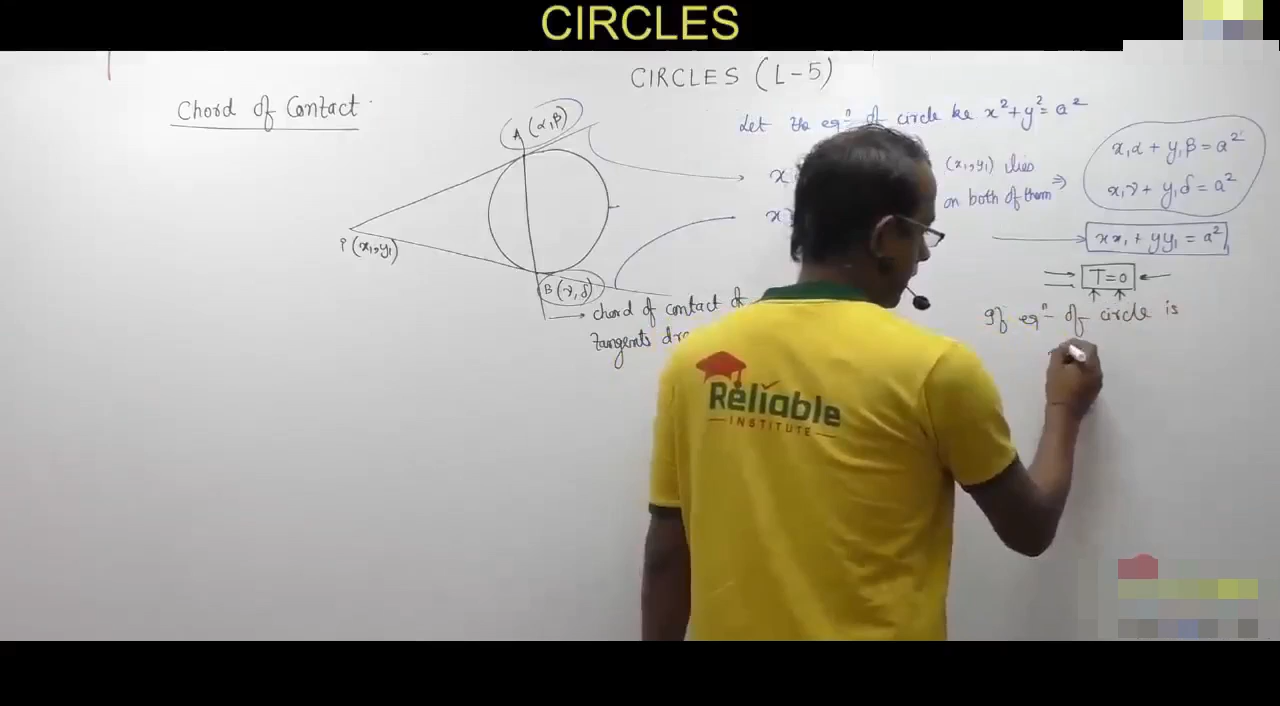 CIRCLES
CIRCLES (L-5)
Chord of Contact
A (α,β)
P (x₁,y₁)
B (γ,δ)
chord of contact of
tangents
Let the eqⁿ of circle be x²+y²=a²
x
(x₁,y₁) lies
on both of them ⇒
x₁α + y₁β = a²
x₁γ + y₁δ = a²
xx₁ + yy₁ = a²
T=0
If eqⁿ of circle is
Reliable
INSTITUTE